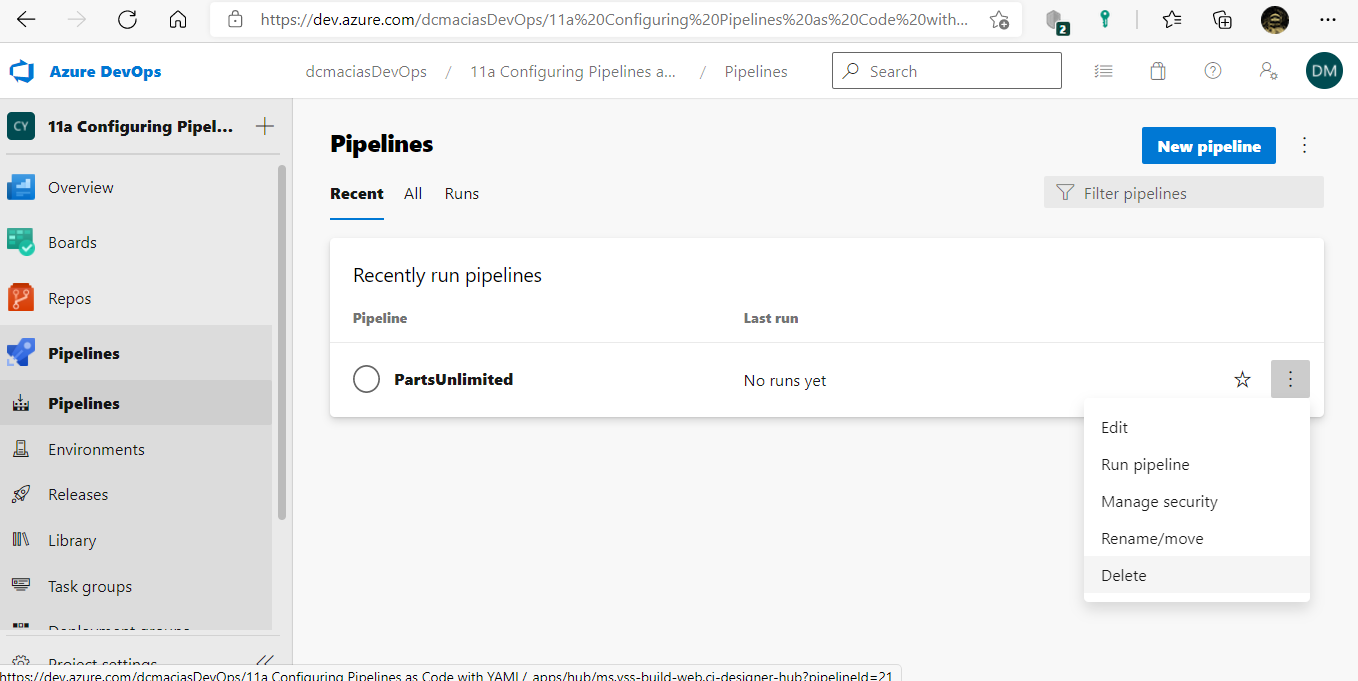 https://dev.azure.com/dcmaciasDevOps/11a%20Configuring%20Pipelines%20as%20Code%20with...
2
Azure DevOps
dcmaciasDevOps / 11a Configuring Pipelines a... / Pipelines
Search
DM
CY 11a Configuring Pipel...
Overview
Boards
Repos
Pipelines
Pipelines
Environments
Releases
Library
Task groups
Deployment groups
Project settings
Pipelines
New pipeline
Recent All Runs
Filter pipelines
Recently run pipelines
Pipeline Last run
PartsUnlimited No runs yet
Edit
Run pipeline
Manage security
Rename/move
Delete
https://dev.azure.com/dcmaciasDevOps/11a Configuring Pipelines as Code with YAML/_apps/hub/ms.vss-build-web.ci-designer-hub?pipelineId=21